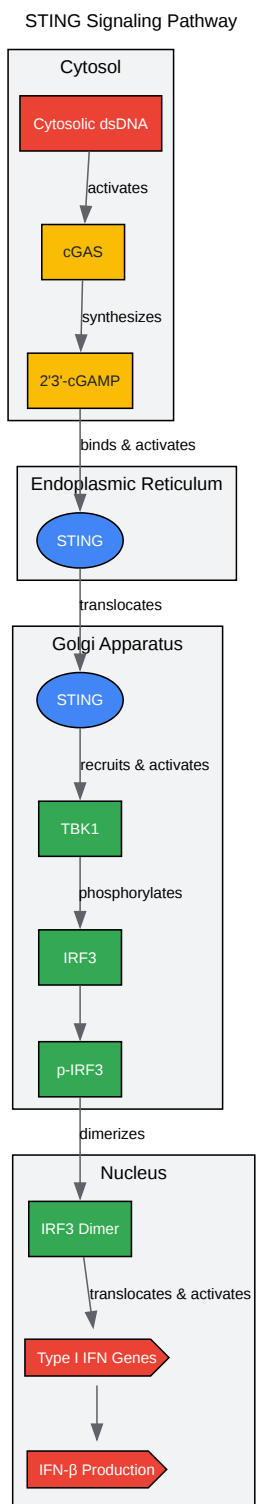 STING Signaling Pathway
Cytosol
Cytosolic dsDNA
activates
cGAS
synthesizes
2'3'-cGAMP
binds & activates
Endoplasmic Reticulum
STING
translocates
Golgi Apparatus
STING
recruits & activates
TBK1
phosphorylates
IRF3
p-IRF3
dimerizes
Nucleus
IRF3 Dimer
translocates & activates
Type I IFN Genes
IFN-β Production